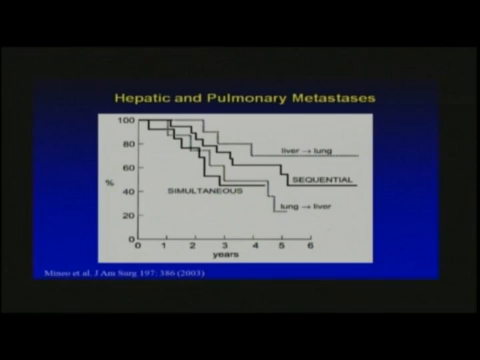 Hepatic and Pulmonary Metastases
100
80
%
60
40
20
0
liver → lung
SEQUENTIAL
SIMULTANEOUS
lung → liver
0 1 2 3 4 5 6
years
Mineo et al. J Am Surg 197: 386 (2003)